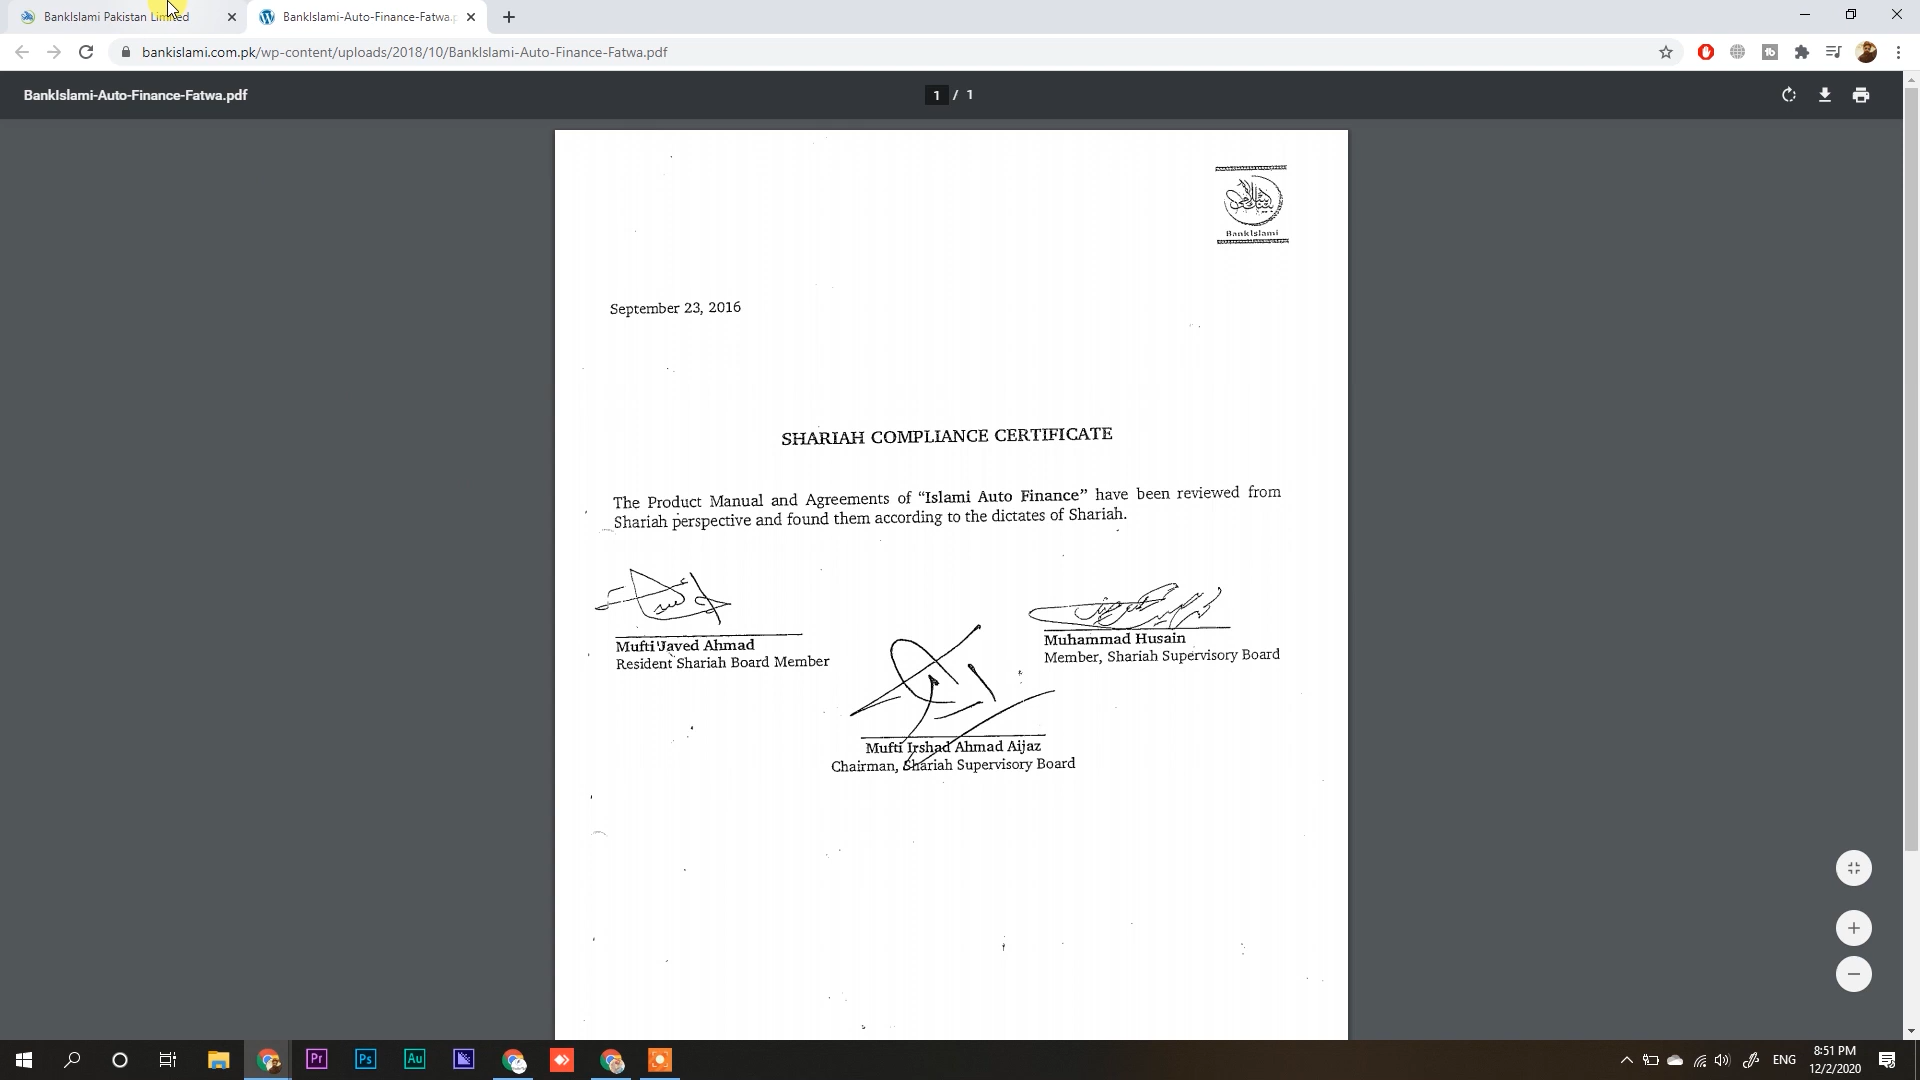 BankIslami Pakistan Limited
BankIslami-Auto-Finance-Fatwa.p
bankislami.com.pk/wp-content/uploads/2018/10/BankIslami-Auto-Finance-Fatwa.pdf
BankIslami-Auto-Finance-Fatwa.pdf
1 / 1
BankIslami
September 23, 2016
SHARIAH COMPLIANCE CERTIFICATE
The Product Manual and Agreements of “Islami Auto Finance” have been reviewed from
Shariah perspective and found them according to the dictates of Shariah.
Mufti Javed Ahmad
Resident Shariah Board Member
Muhammad Husain
Member, Shariah Supervisory Board
Mufti Irshad Ahmad Aijaz
Chairman, Shariah Supervisory Board
Pr
Ps
Au
ENG
8:51 PM
12/2/2020